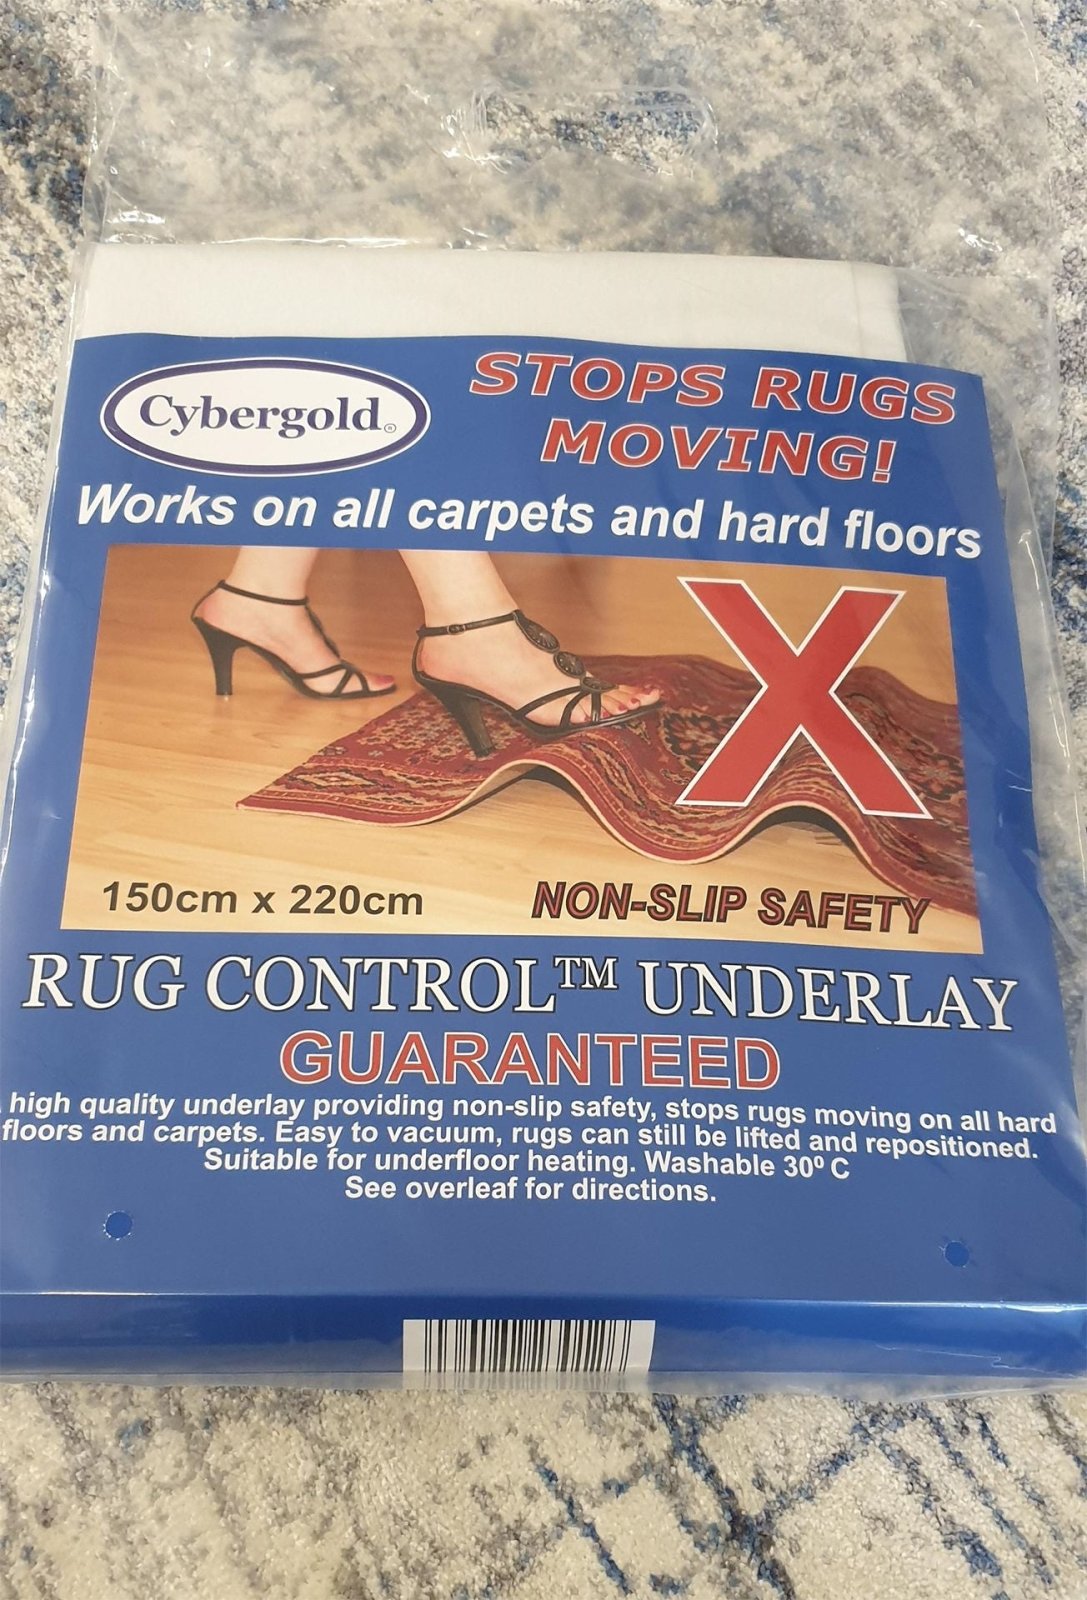 Cybergold®
STOPS RUGS
MOVING!
Works on all carpets and hard floors
X
150cm x 220cm
NON-SLIP SAFETY
RUG CONTROL™ UNDERLAY
GUARANTEED
high quality underlay providing non-slip safety, stops rugs moving on all hard
floors and carpets. Easy to vacuum, rugs can still be lifted and repositioned.
Suitable for underfloor heating. Washable 30º C
See overleaf for directions.